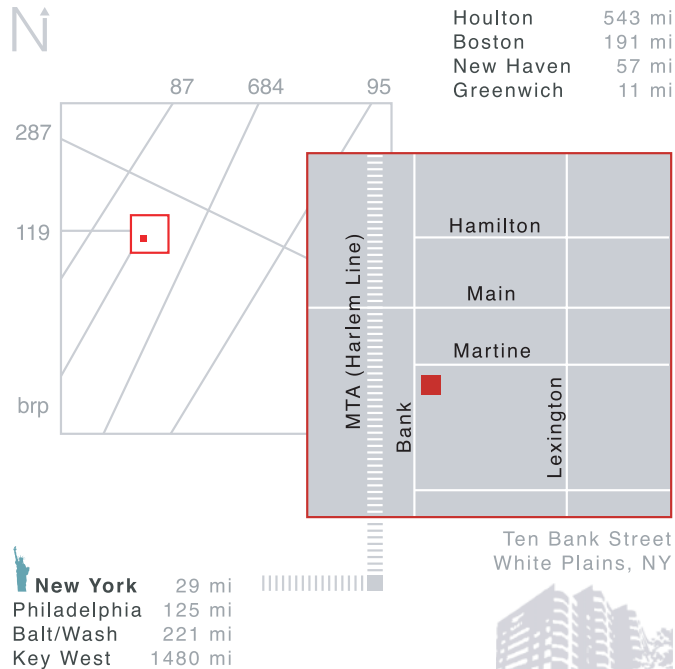 N
Houlton 543 mi
Boston 191 mi
New Haven 57 mi
Greenwich 11 mi
87 684 95
287
119
brp
Hamilton
Main
Martine
MTA (Harlem Line)
Bank
Lexington
Ten Bank Street
White Plains, NY
New York 29 mi
Philadelphia 125 mi
Balt/Wash 221 mi
Key West 1480 mi